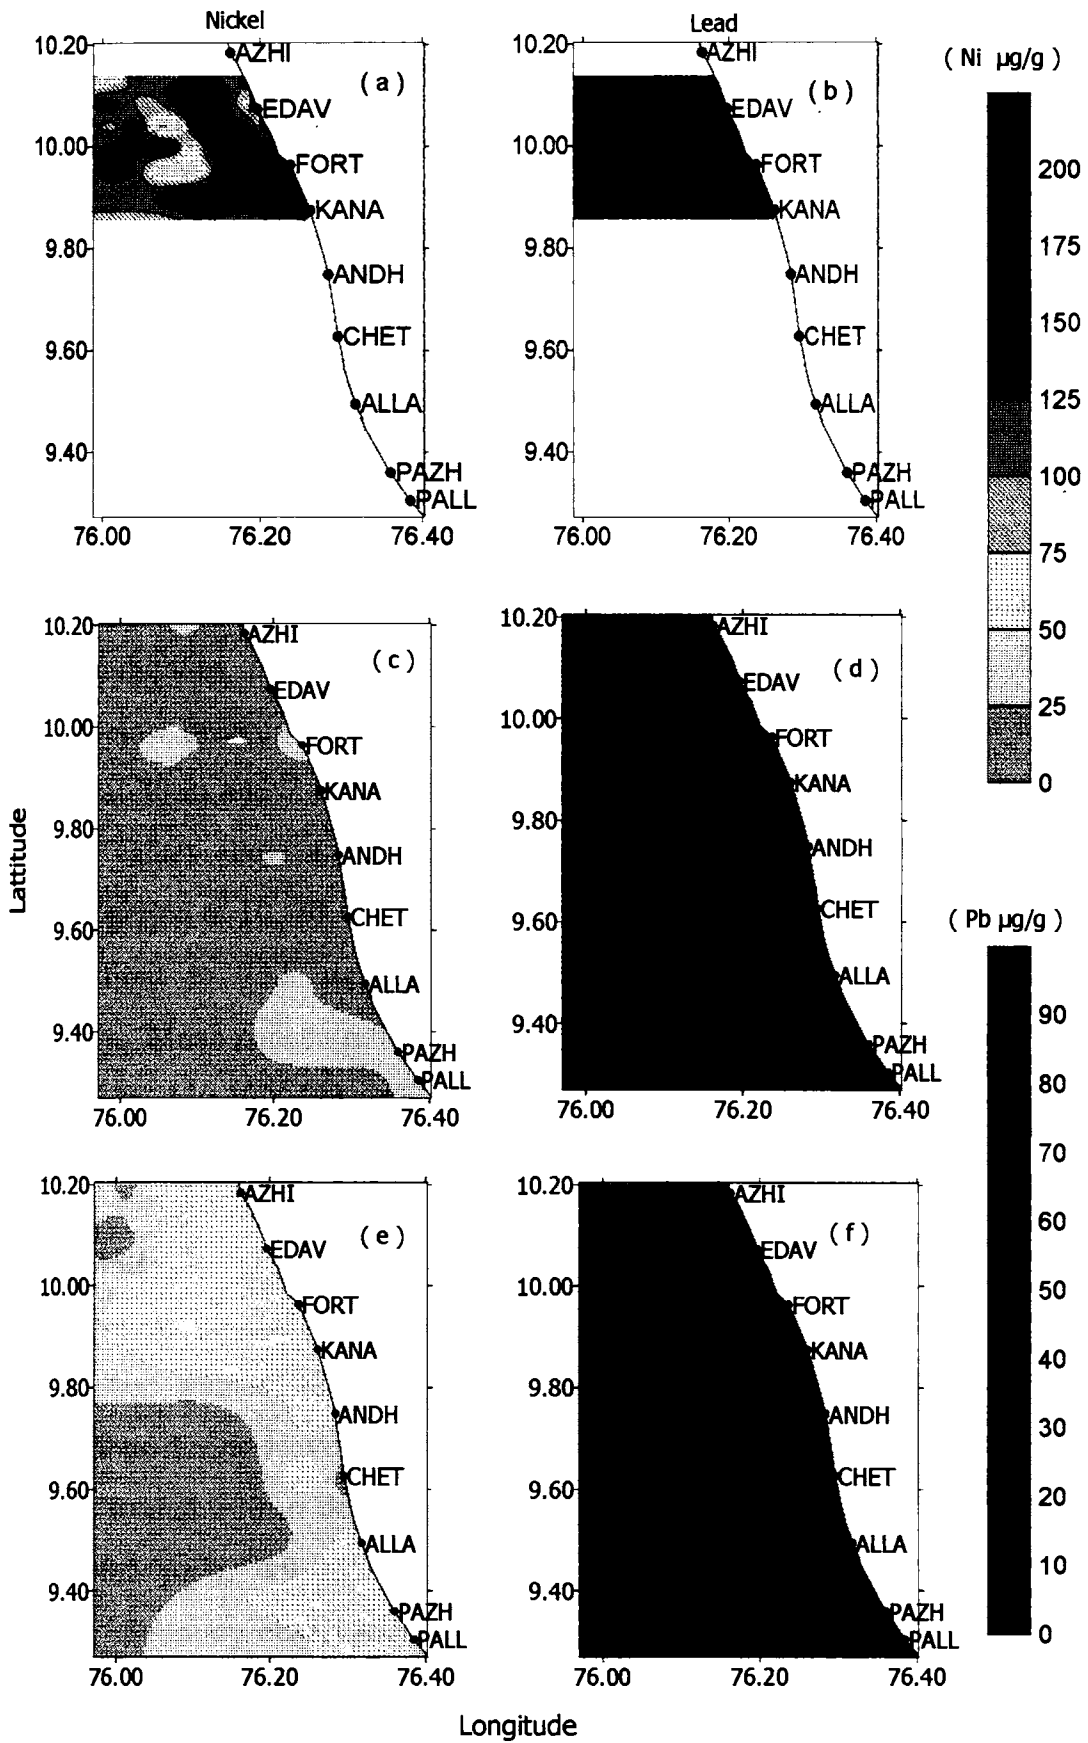 Nickel
Lead
( Ni µg/g )
10.20
10.00
9.80
9.60
9.40
76.00 76.20 76.40
( a )
AZHI
EDAV
FORT
KANA
ANDH
CHET
ALLA
PAZH
PALL
10.20
10.00
9.80
9.60
9.40
76.00 76.20 76.40
( b )
AZHI
EDAV
FORT
KANA
ANDH
CHET
ALLA
PAZH
PALL
200
175
150
125
100
75
50
25
0
Lattitude
10.20
10.00
9.80
9.60
9.40
76.00 76.20 76.40
( c )
AZHI
EDAV
FORT
KANA
ANDH
CHET
ALLA
PAZH
PALL
10.20
10.00
9.80
9.60
9.40
76.00 76.20 76.40
( d )
AZHI
EDAV
FORT
KANA
ANDH
CHET
ALLA
PAZH
PALL
( Pb µg/g )
90
80
70
60
50
40
30
20
10
0
10.20
10.00
9.80
9.60
9.40
76.00 76.20 76.40
( e )
AZHI
EDAV
FORT
KANA
ANDH
CHET
ALLA
PAZH
PALL
10.20
10.00
9.80
9.60
9.40
76.00 76.20 76.40
( f )
AZHI
EDAV
FORT
KANA
ANDH
CHET
ALLA
PAZH
PALL
Longitude